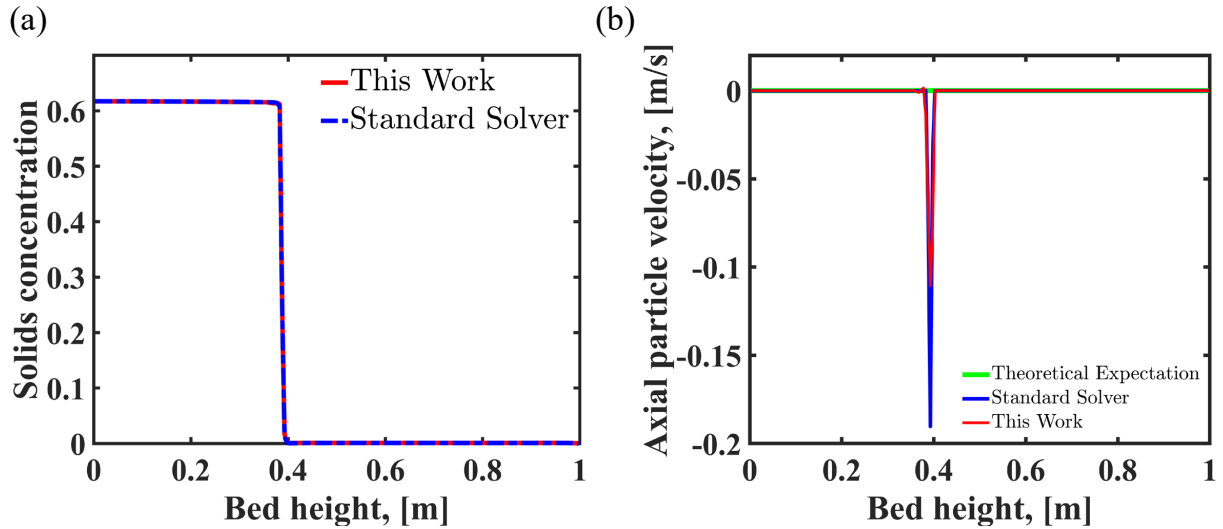 (a)
This Work
Standard Solver
Solids concentration
0.6
0.5
0.4
0.3
0.2
0.1
0
0
0.2
0.4
0.6
0.8
1
Bed height, [m]
(b)
Axial particle velocity, [m/s]
0
-0.05
-0.1
-0.15
-0.2
Theoretical Expectation
Standard Solver
This Work
0
0.2
0.4
0.6
0.8
1
Bed height, [m]